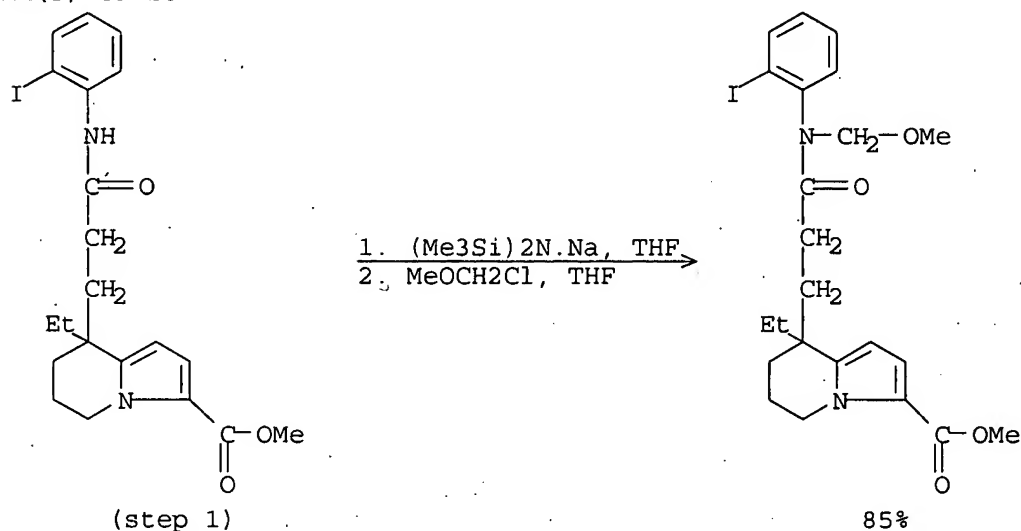 I
NH
C=O
CH2
CH2
Et
N
C-OMe
O
(step 1)
1. (Me3Si)2N.Na, THF
2. MeOCH2Cl, THF
I
N-CH2-OMe
C=O
CH2
CH2
Et
N
C-OMe
O
85%